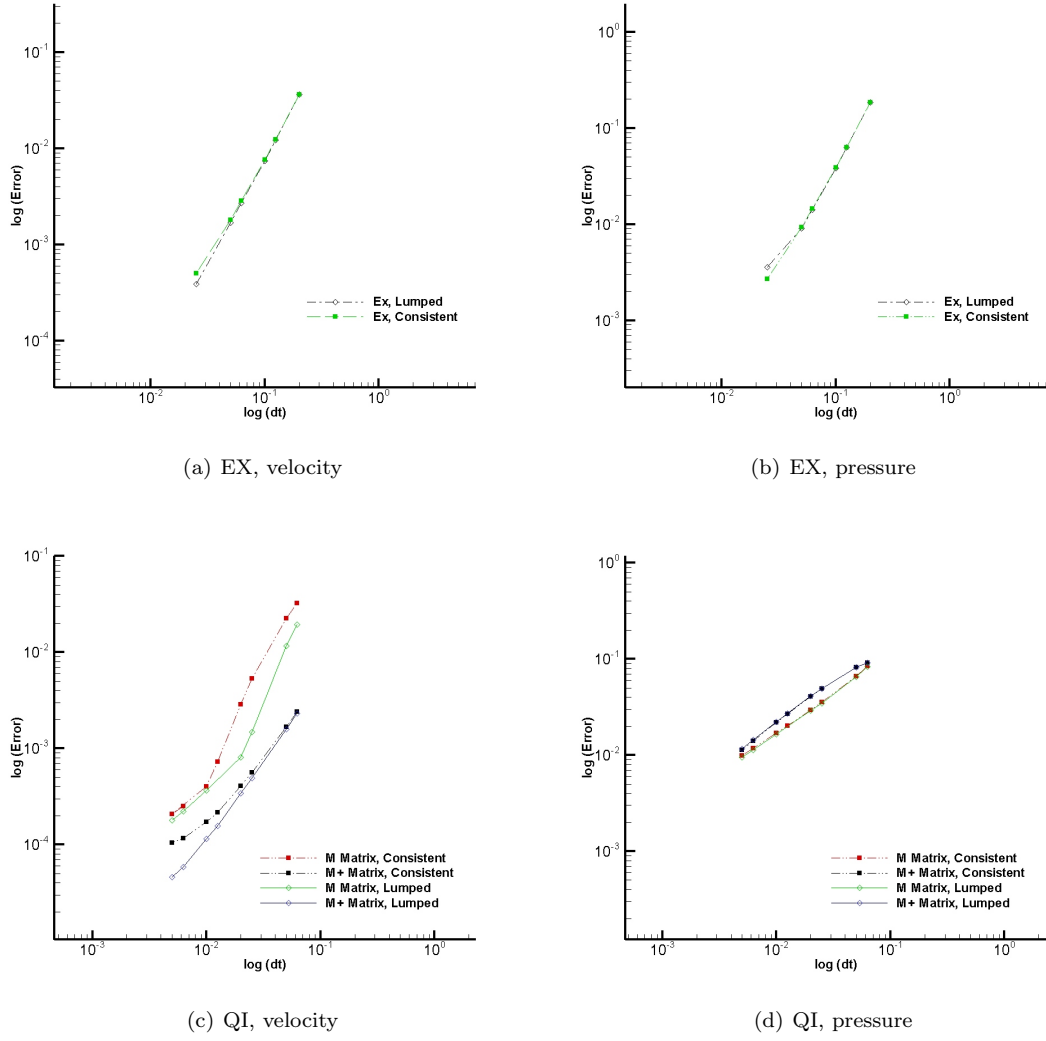 10⁻¹
10⁻²
10⁻³
10⁻⁴
log (Error)
Ex, Lumped
Ex, Consistent
10⁻² 10⁻¹ 10⁰
log (dt)
(a) EX, velocity
10⁰
10⁻¹
10⁻²
10⁻³
log (Error)
Ex, Lumped
Ex, Consistent
10⁻² 10⁻¹ 10⁰
log (dt)
(b) EX, pressure
10⁻¹
10⁻²
10⁻³
10⁻⁴
log (Error)
M Matrix, Consistent
M+ Matrix, Consistent
M Matrix, Lumped
M+ Matrix, Lumped
10⁻³ 10⁻² 10⁻¹ 10⁰
log (dt)
(c) QI, velocity
10⁰
10⁻¹
10⁻²
10⁻³
log (Error)
M Matrix, Consistent
M+ Matrix, Consistent
M Matrix, Lumped
M+ Matrix, Lumped
10⁻³ 10⁻² 10⁻¹ 10⁰
log (dt)
(d) QI, pressure